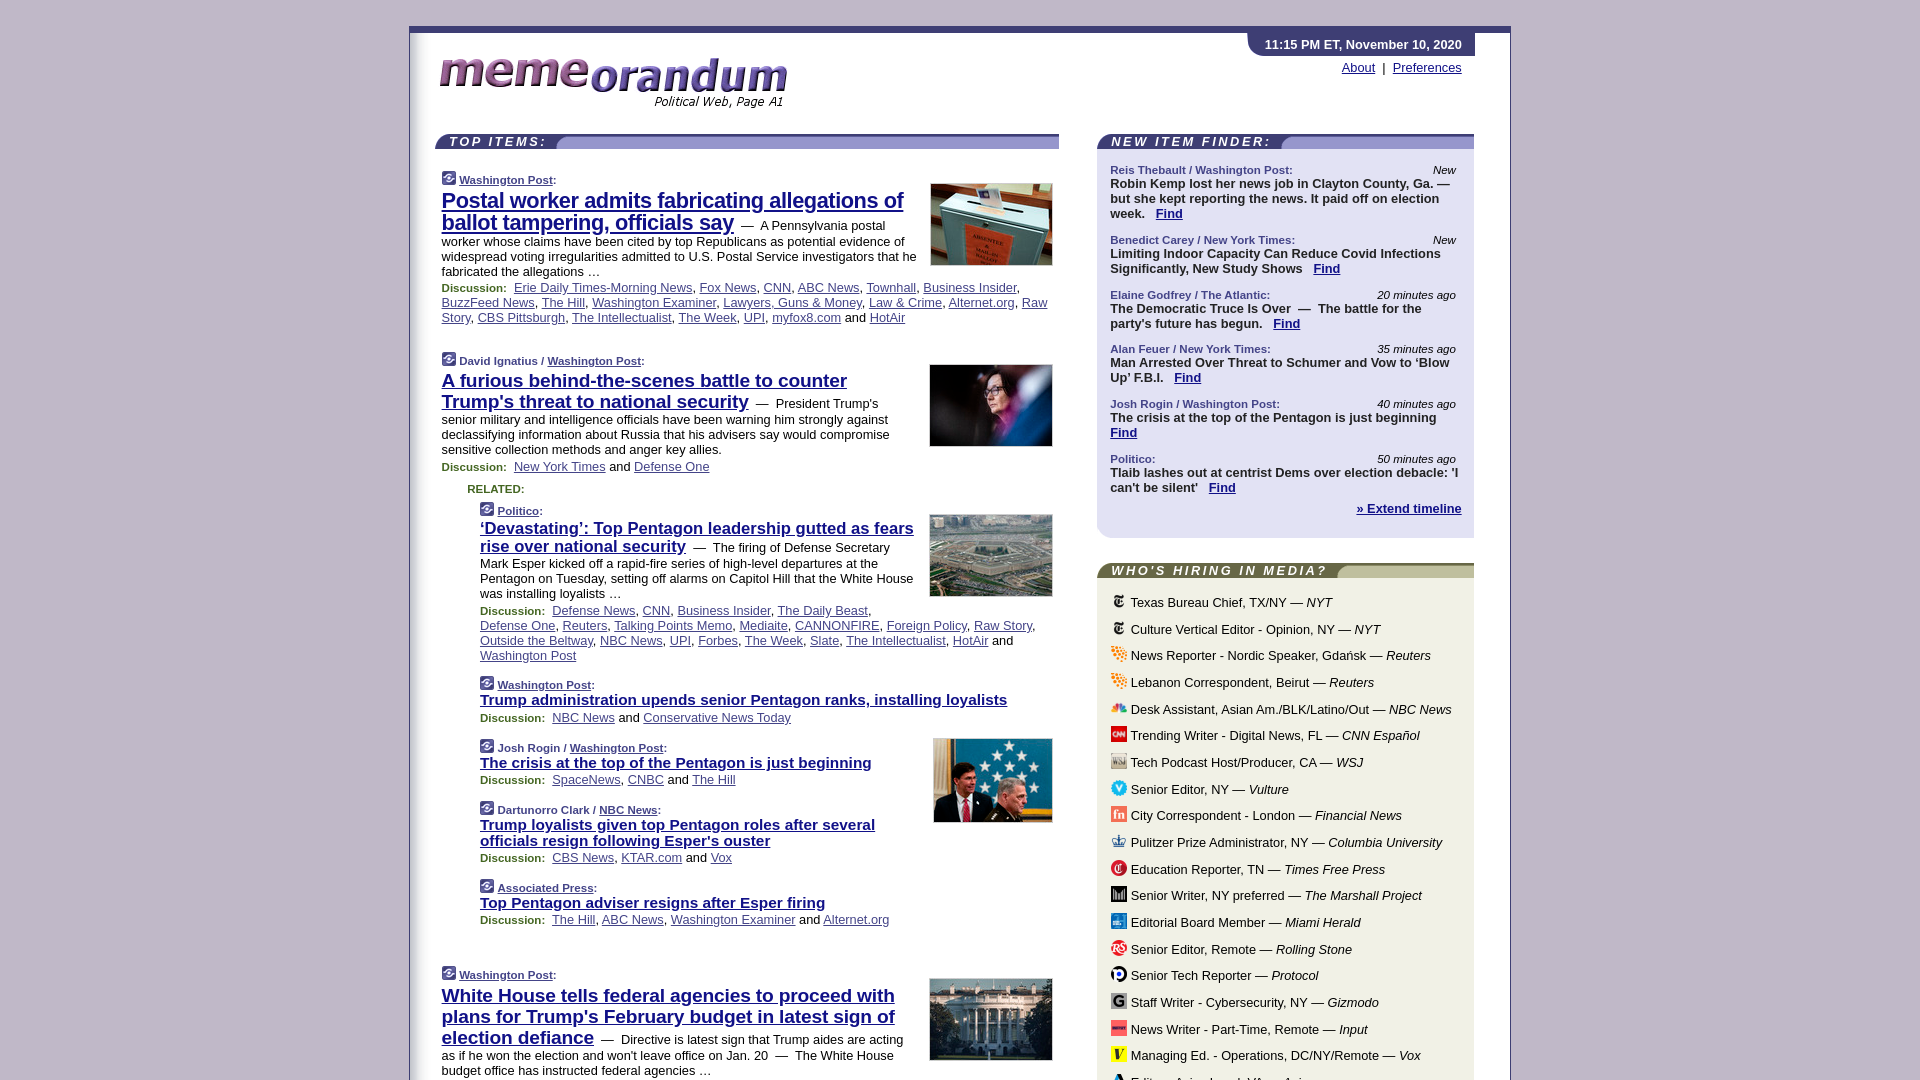 11:15 PM ET, November 10, 2020
About | Preferences
memeorandum
Political Web, Page A1
TOP ITEMS:
Washington Post:
Postal worker admits fabricating allegations of
ballot tampering, officials say — A Pennsylvania postal
worker whose claims have been cited by top Republicans as potential evidence of
widespread voting irregularities admitted to U.S. Postal Service investigators that he
fabricated the allegations …
ABSENTEE
&
MAIL-IN
BALLOT
Discussion: Erie Daily Times-Morning News, Fox News, CNN, ABC News, Townhall, Business Insider,
BuzzFeed News, The Hill, Washington Examiner, Lawyers, Guns & Money, Law & Crime, Alternet.org, Raw
Story, CBS Pittsburgh, The Intellectualist, The Week, UPI, myfox8.com and HotAir
David Ignatius / Washington Post:
A furious behind-the-scenes battle to counter
Trump's threat to national security — President Trump's
senior military and intelligence officials have been warning him strongly against
declassifying information about Russia that his advisers say would compromise
sensitive collection methods and anger key allies.
Discussion: New York Times and Defense One
RELATED:
Politico:
‘Devastating’: Top Pentagon leadership gutted as fears
rise over national security — The firing of Defense Secretary
Mark Esper kicked off a rapid-fire series of high-level departures at the
Pentagon on Tuesday, setting off alarms on Capitol Hill that the White House
was installing loyalists …
Discussion: Defense News, CNN, Business Insider, The Daily Beast,
Defense One, Reuters, Talking Points Memo, Mediaite, CANNONFIRE, Foreign Policy, Raw Story,
Outside the Beltway, NBC News, UPI, Forbes, The Week, Slate, The Intellectualist, HotAir and
Washington Post
Washington Post:
Trump administration upends senior Pentagon ranks, installing loyalists
Discussion: NBC News and Conservative News Today
Josh Rogin / Washington Post:
The crisis at the top of the Pentagon is just beginning
Discussion: SpaceNews, CNBC and The Hill
Dartunorro Clark / NBC News:
Trump loyalists given top Pentagon roles after several
officials resign following Esper's ouster
Discussion: CBS News, KTAR.com and Vox
Associated Press:
Top Pentagon adviser resigns after Esper firing
Discussion: The Hill, ABC News, Washington Examiner and Alternet.org
Washington Post:
White House tells federal agencies to proceed with
plans for Trump's February budget in latest sign of
election defiance — Directive is latest sign that Trump aides are acting
as if he won the election and won't leave office on Jan. 20 — The White House
budget office has instructed federal agencies …
NEW ITEM FINDER:
Reis Thebault / Washington Post: New
Robin Kemp lost her news job in Clayton County, Ga. —
but she kept reporting the news. It paid off on election
week. Find
Benedict Carey / New York Times: New
Limiting Indoor Capacity Can Reduce Covid Infections
Significantly, New Study Shows Find
Elaine Godfrey / The Atlantic: 20 minutes ago
The Democratic Truce Is Over — The battle for the
party's future has begun. Find
Alan Feuer / New York Times: 35 minutes ago
Man Arrested Over Threat to Schumer and Vow to ‘Blow
Up’ F.B.I. Find
Josh Rogin / Washington Post: 40 minutes ago
The crisis at the top of the Pentagon is just beginning
Find
Politico: 50 minutes ago
Tlaib lashes out at centrist Dems over election debacle: 'I
can't be silent' Find
» Extend timeline
WHO'S HIRING IN MEDIA?
Texas Bureau Chief, TX/NY — NYT
Culture Vertical Editor - Opinion, NY — NYT
News Reporter - Nordic Speaker, Gdańsk — Reuters
Lebanon Correspondent, Beirut — Reuters
Desk Assistant, Asian Am./BLK/Latino/Out — NBC News
CNN Trending Writer - Digital News, FL — CNN Español
WSJ Tech Podcast Host/Producer, CA — WSJ
Senior Editor, NY — Vulture
fn City Correspondent - London — Financial News
Pulitzer Prize Administrator, NY — Columbia University
Education Reporter, TN — Times Free Press
Senior Writer, NY preferred — The Marshall Project
Editorial Board Member — Miami Herald
RS Senior Editor, Remote — Rolling Stone
Senior Tech Reporter — Protocol
G Staff Writer - Cybersecurity, NY — Gizmodo
News Writer - Part-Time, Remote — Input
V Managing Ed. - Operations, DC/NY/Remote — Vox